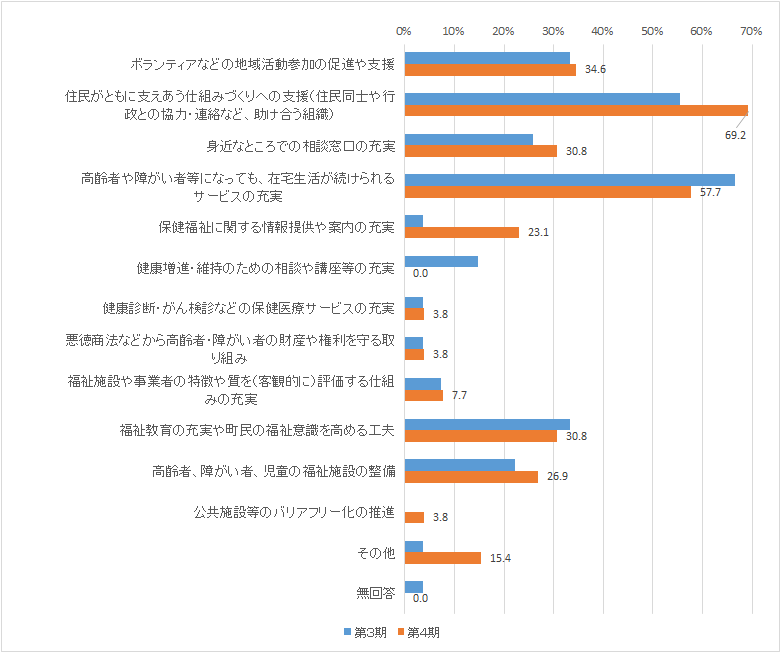 0% 10% 20% 30% 40% 50% 60% 70%
ボランティアなどの地域活動参加の促進や支援
34.6
住民がともに支えあう仕組みづくりへの支援（住民同士や行
政との協力・連絡など、助け合う組織）
69.2
身近なところでの相談窓口の充実
30.8
高齢者や障がい者等になっても、在宅生活が続けられる
サービスの充実
57.7
保健福祉に関する情報提供や案内の充実
23.1
健康増進・維持のための相談や講座等の充実
0.0
健康診断・がん検診などの保健医療サービスの充実
3.8
悪徳商法などから高齢者・障がい者の財産や権利を守る取
り組み
3.8
福祉施設や事業者の特徴や質を（客観的に）評価する仕組
みの充実
7.7
福祉教育の充実や町民の福祉意識を高める工夫
30.8
高齢者、障がい者、児童の福祉施設の整備
26.9
公共施設等のバリアフリー化の推進
3.8
その他
15.4
無回答
0.0
第3期 第4期